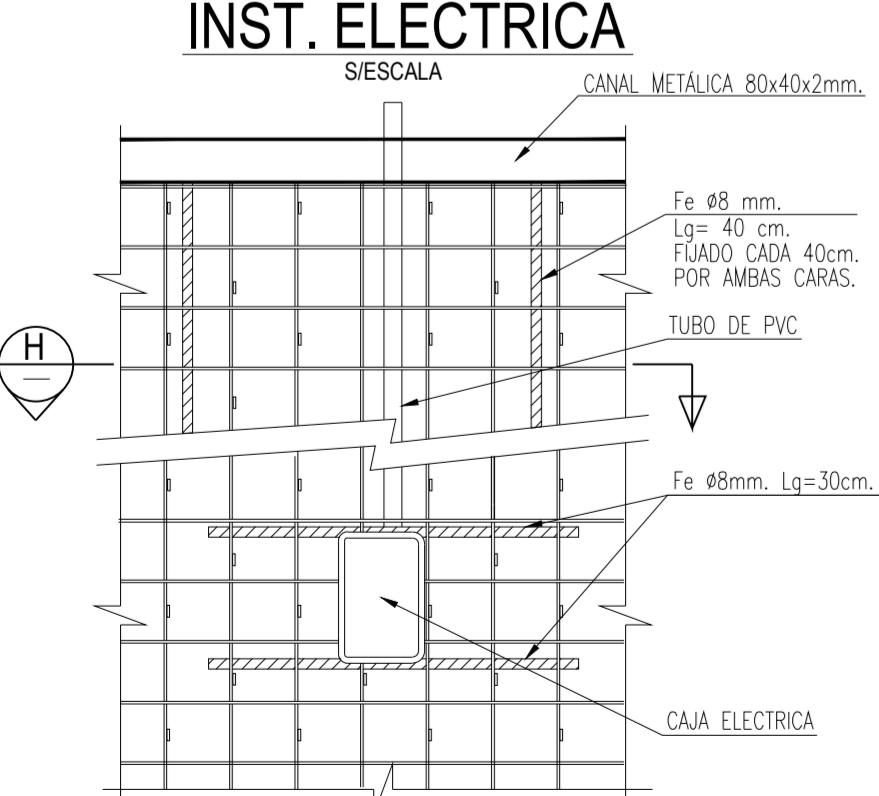 INST. ELECTRICA
S/ESCALA
CANAL METÁLICA 80x40x2mm.
Fe Ø8 mm.
Lg= 40 cm.
FIJADO CADA 40cm.
POR AMBAS CARAS.
TUBO DE PVC
H
Fe Ø8mm. Lg=30cm.
CAJA ELECTRICA